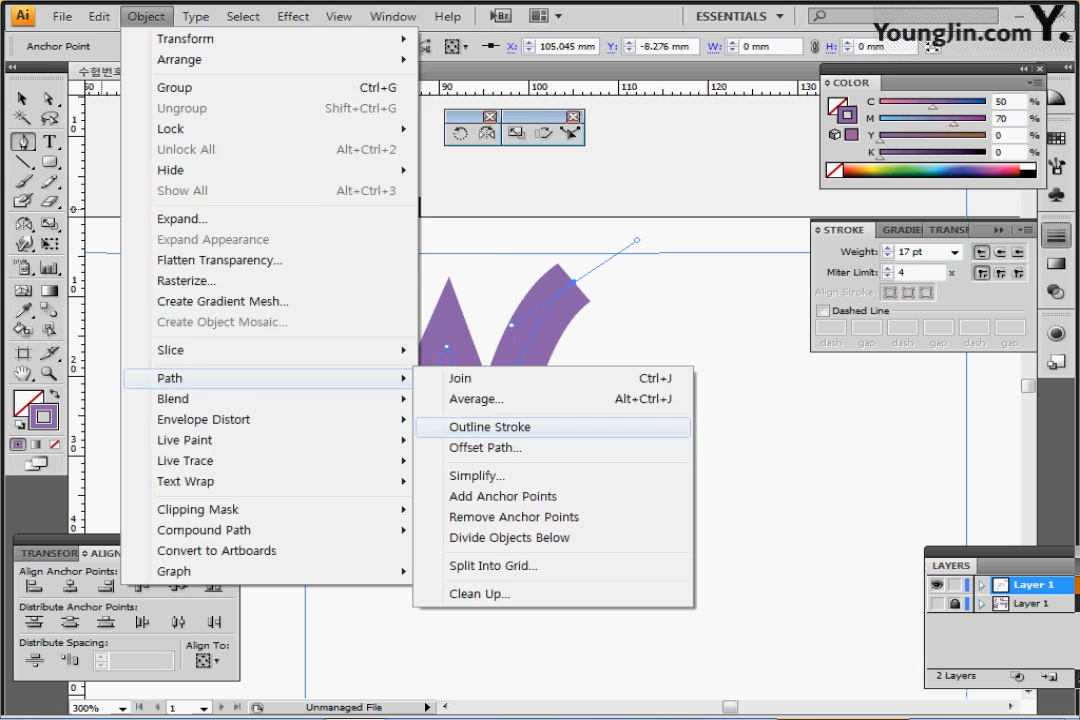 Ai File Edit Object Type Select Effect View Window Help Br ESSENTIALS
Youngjin.com Y.
Anchor Point X: 105.045 mm Y: -8.276 mm W: 0 mm H: 0 mm
수험번호
Transform
Arrange
Group Ctrl+G
Ungroup Shift+Ctrl+G
Lock
Unlock All Alt+Ctrl+2
Hide
Show All Alt+Ctrl+3
Expand...
Expand Appearance
Flatten Transparency...
Rasterize...
Create Gradient Mesh...
Create Object Mosaic...
Slice
Path
Blend
Envelope Distort
Live Paint
Live Trace
Text Wrap
Clipping Mask
Compound Path
Convert to Artboards
Graph
Join Ctrl+J
Average... Alt+Ctrl+J
Outline Stroke
Offset Path...
Simplify...
Add Anchor Points
Remove Anchor Points
Divide Objects Below
Split Into Grid...
Clean Up...
90 100 110 120 130
COLOR
C 50 %
M 70 %
Y 0 %
K 0 %
STROKE GRADIE TRANSF
Weight: 17 pt
Miter Limit: 4 x
Align Stroke:
Dashed Line
dash gap dash gap dash gap
TRANSFOR ALIGN
Align Anchor Points:
Distribute Anchor Points:
Distribute Spacing:
Align To:
LAYERS
Layer 1
Layer 1
2 Layers
300% 1 Unmanaged File